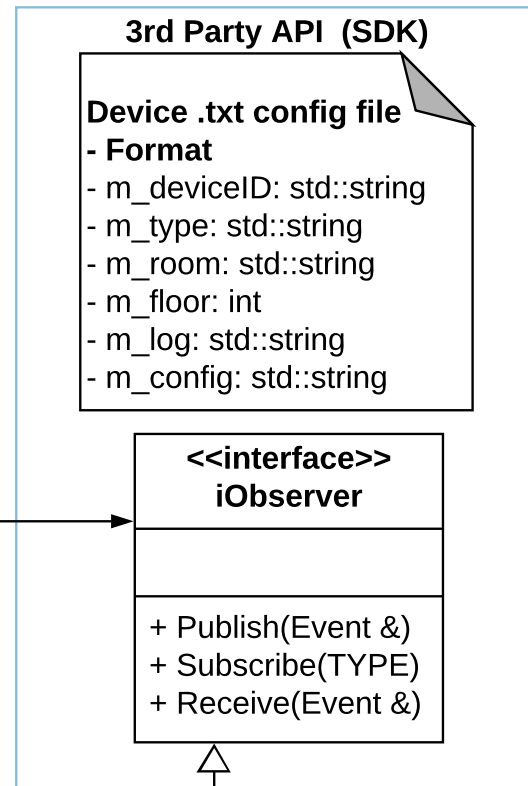 3rd Party API  (SDK)
Device .txt config file
- Format
- m_deviceID: std::string
- m_type: std::string
- m_room: std::string
- m_floor: int
- m_log: std::string
- m_config: std::string
<<interface>>
iObserver
+ Publish(Event &)
+ Subscribe(TYPE)
+ Receive(Event &)